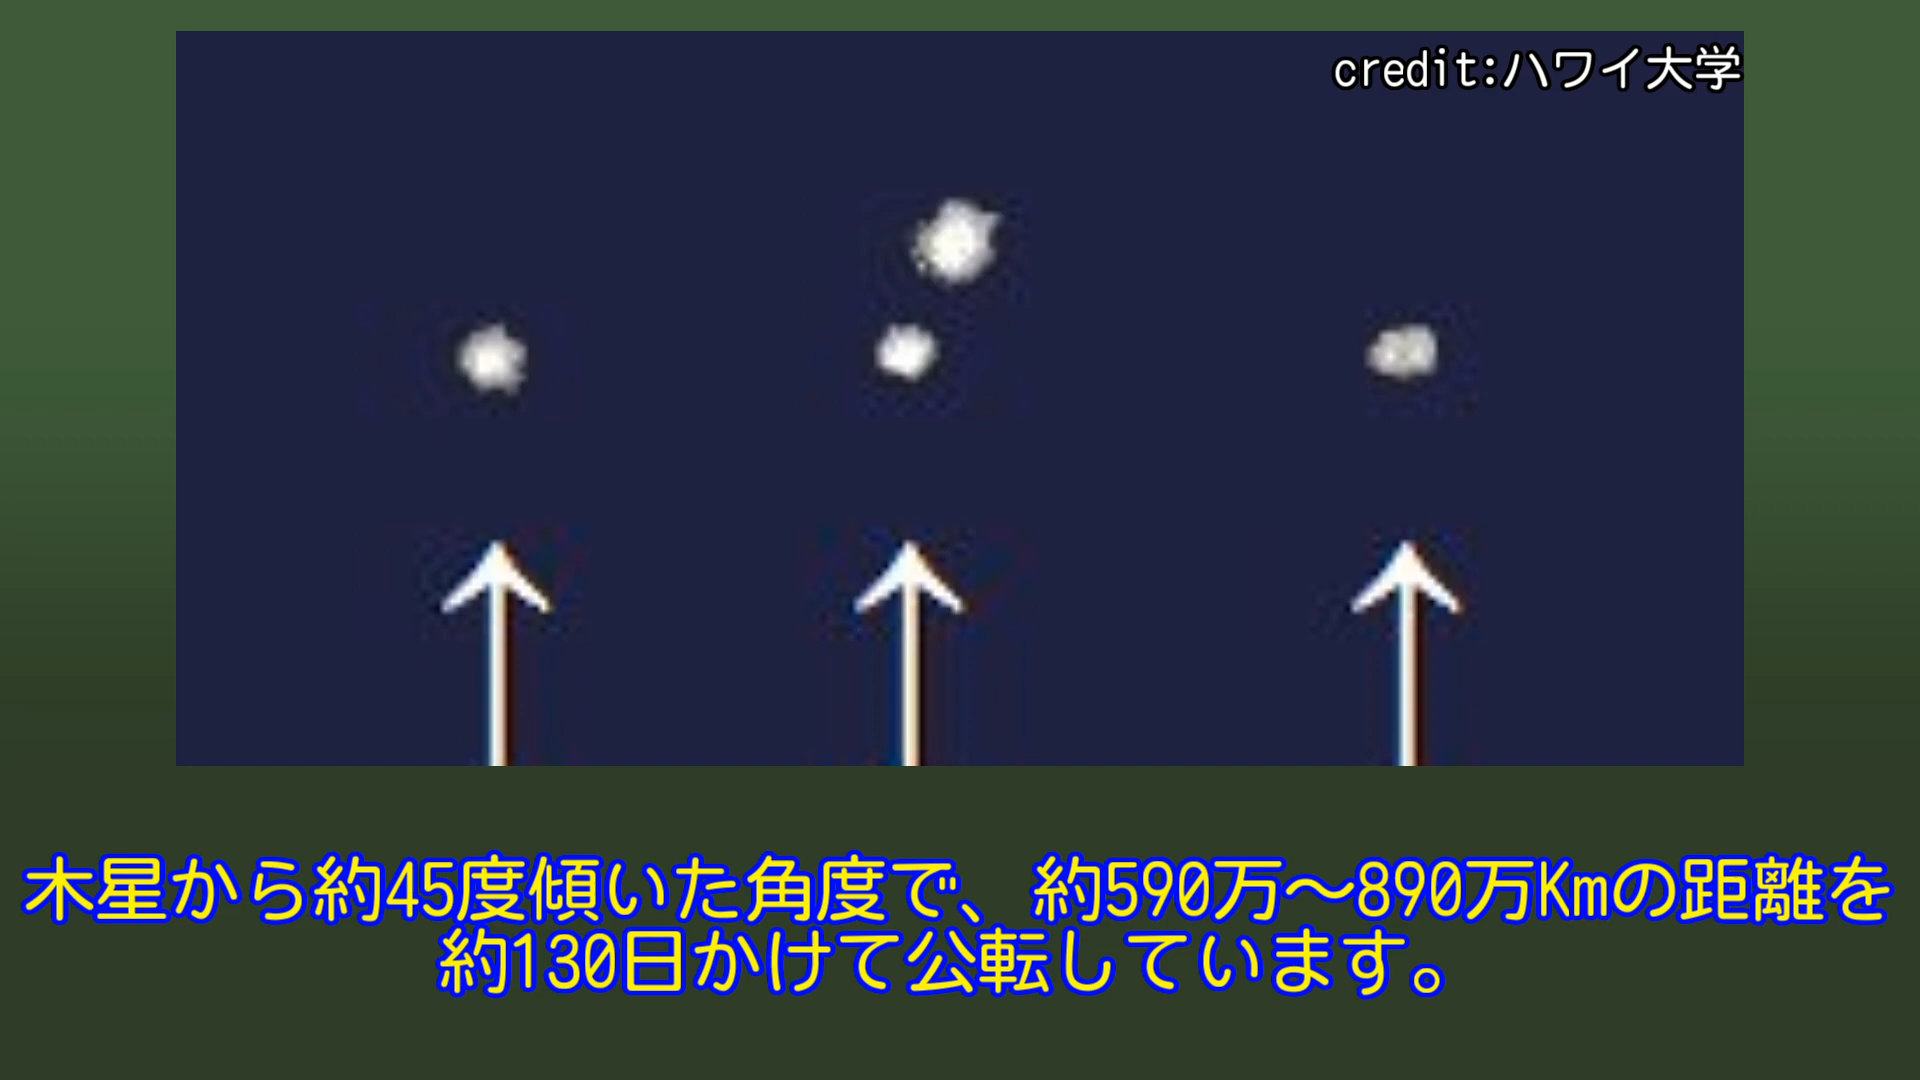 credit:ハワイ大学
木星から約45度傾いた角度で、約590万〜890万Kmの距離を
約130日かけて公転しています。